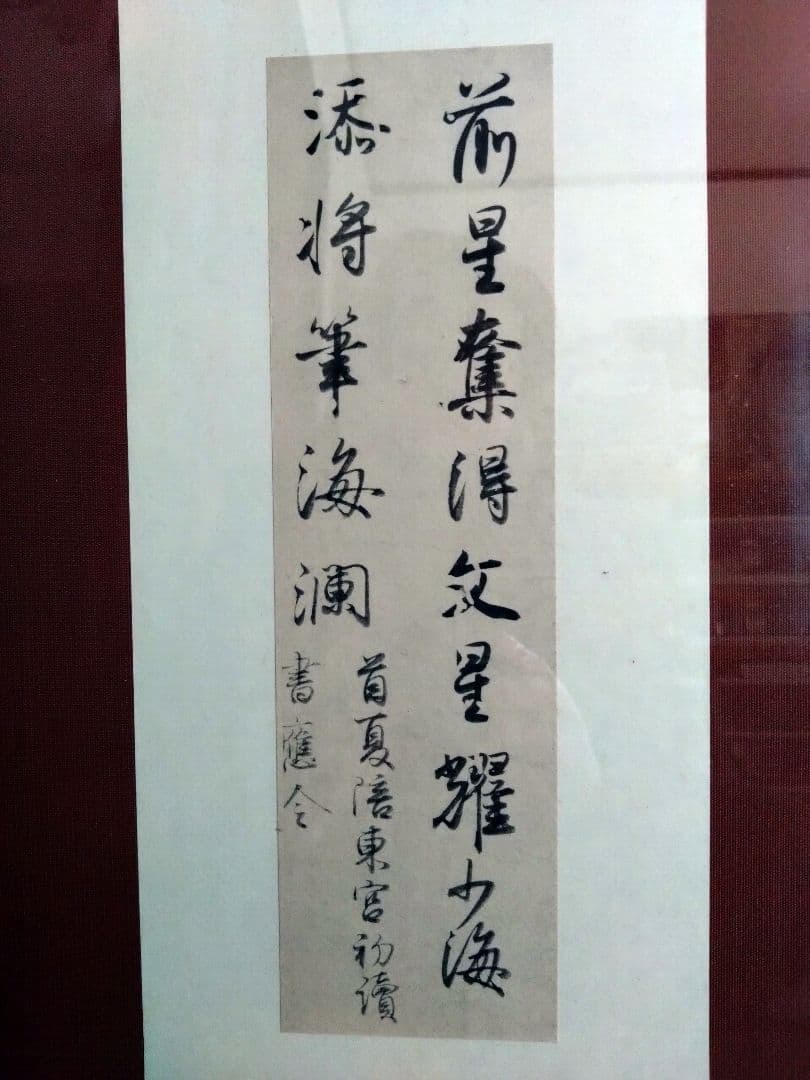 前星奪得文星耀少海
添將筆海瀾
首夏陪東宮初讀
書應令